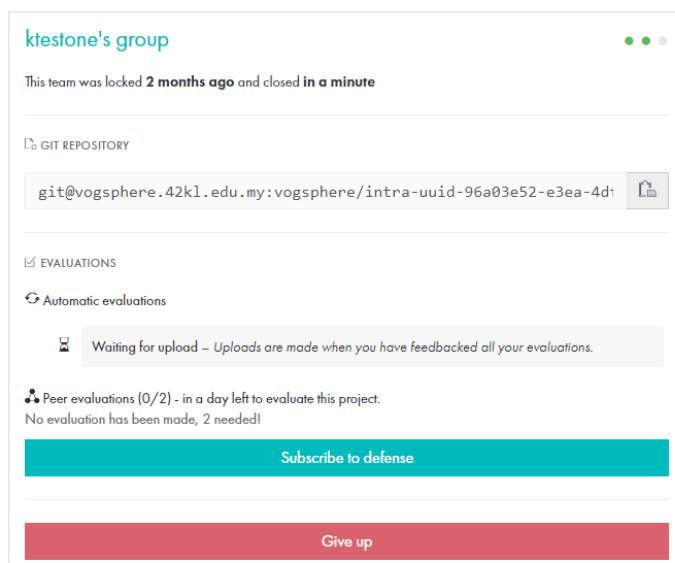 ktestone's group
This team was locked 2 months ago and closed in a minute
GIT REPOSITORY
git@vogsphere.42kl.edu.my:vogsphere/intra-uuid-96a03e52-e3ea-4d
EVALUATIONS
Automatic evaluations
Waiting for upload – Uploads are made when you have feedbacked all your evaluations.
Peer evaluations (0/2) - in a day left to evaluate this project.
No evaluation has been made, 2 needed!
Subscribe to defense
Give up